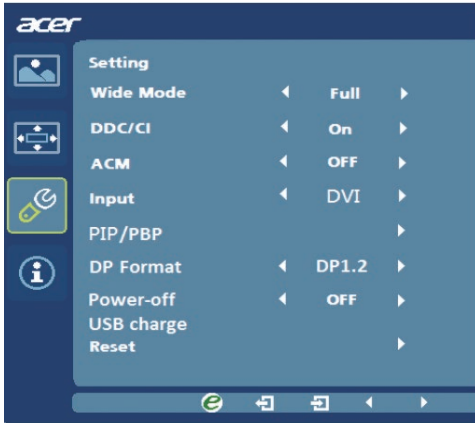 acer
Setting
Wide Mode Full
DDC/CI On
ACM OFF
Input DVI
PIP/PBP
DP Format DP1.2
Power-off OFF
USB charge
Reset